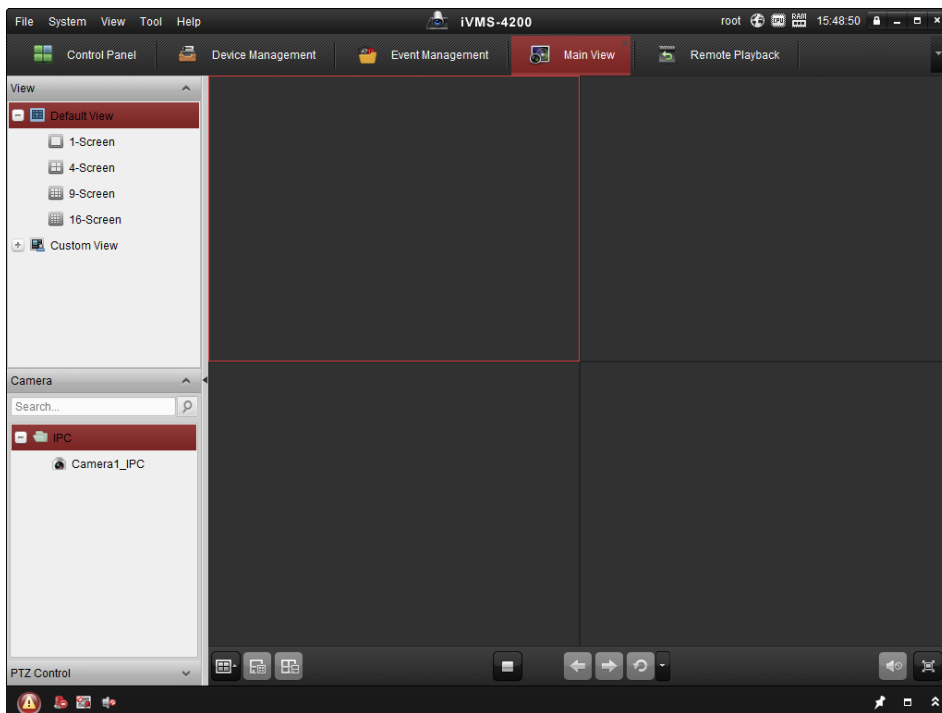 File System View Tool Help iVMS-4200 root CPU RAM 15:48:50
Control Panel Device Management Event Management Main View Remote Playback
View
Default View
1-Screen
4-Screen
9-Screen
16-Screen
Custom View
Camera
Search...
IPC
Camera1_IPC
PTZ Control